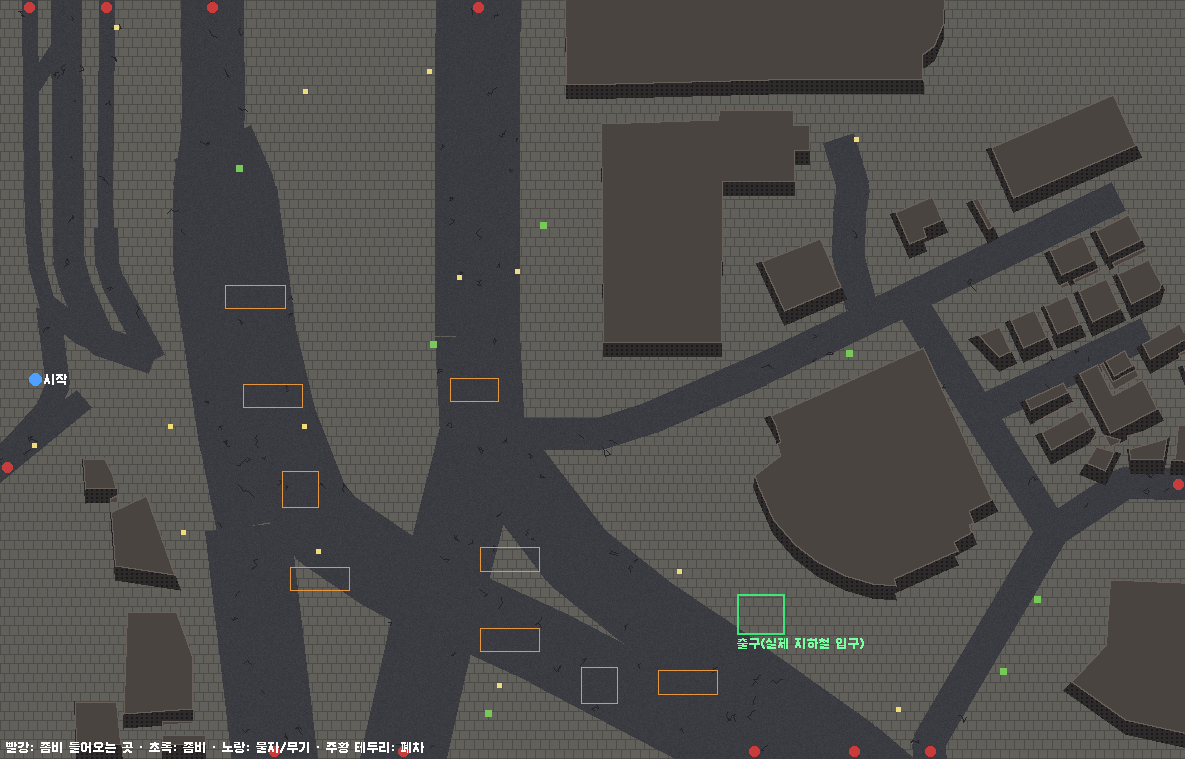 시작
출구(실제 지하철 입구)
빨강: 좀비 들어오는 곳 · 초록: 좀비 · 노랑: 물자/무기 · 주황 테두리: 폐차